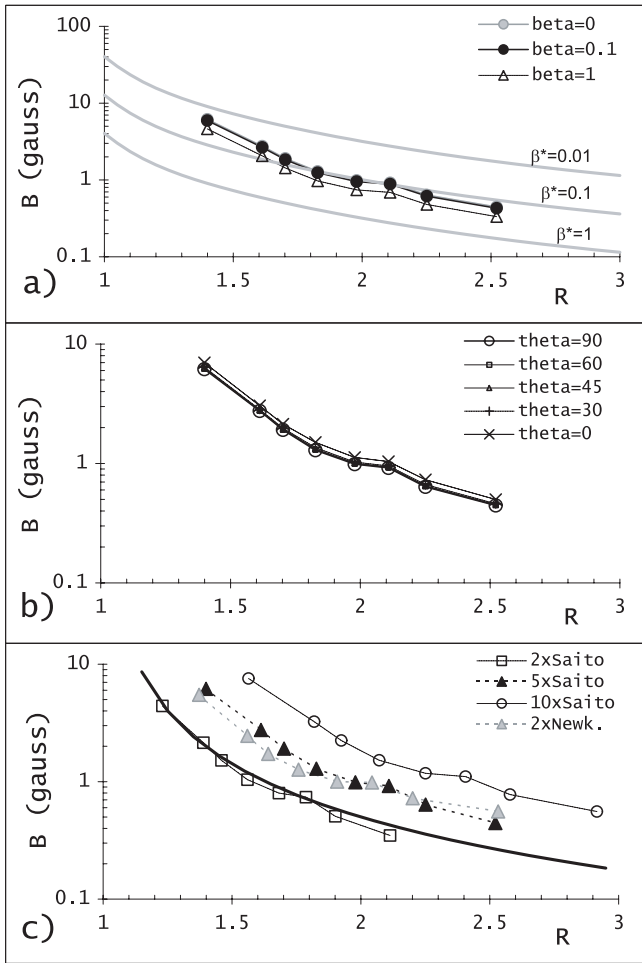 100
10
1
0.1
B (gauss)
beta=0
beta=0.1
beta=1
β*=0.01
β*=0.1
β*=1
a)
1
1.5
2
2.5
3
R
10
1
0.1
B (gauss)
theta=90
theta=60
theta=45
theta=30
theta=0
b)
1
1.5
2
2.5
3
R
10
1
0.1
B (gauss)
2xSaito
5xSaito
10xSaito
2xNewk.
c)
1
1.5
2
2.5
3
R